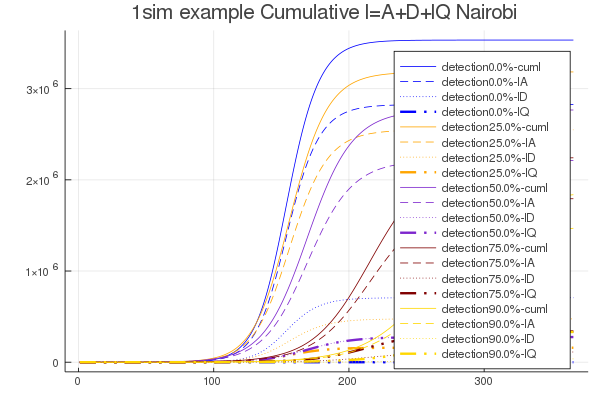 1sim example Cumulative I=A+D+IQ Nairobi
3×10⁶
2×10⁶
1×10⁶
0
0
100
200
300
detection0.0%-cuml
detection0.0%-IA
detection0.0%-ID
detection0.0%-IQ
detection25.0%-cuml
detection25.0%-IA
detection25.0%-ID
detection25.0%-IQ
detection50.0%-cuml
detection50.0%-IA
detection50.0%-ID
detection50.0%-IQ
detection75.0%-cuml
detection75.0%-IA
detection75.0%-ID
detection75.0%-IQ
detection90.0%-cuml
detection90.0%-IA
detection90.0%-ID
detection90.0%-IQ